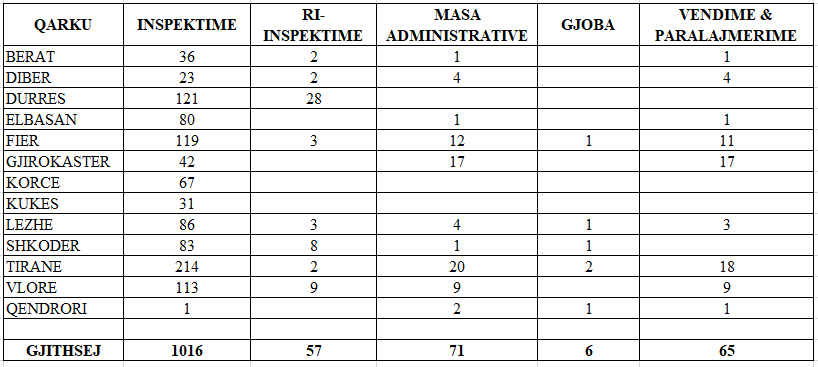 QARKU INSPEKTIME RI-INSPEKTIME MASA ADMINISTRATIVE GJOBA VENDIME & PARALAJMERIME
BERAT 36 2 1 1
DIBER 23 2 4 4
DURRES 121 28
ELBASAN 80 1 1
FIER 119 3 12 1 11
GJIROKASTER 42 17 17
KORCE 67
KUKES 31
LEZHE 86 3 4 1 3
SHKODER 83 8 1 1
TIRANE 214 2 20 2 18
VLORE 113 9 9 9
QENDRORI 1 2 1 1
GJITHSEJ 1016 57 71 6 65